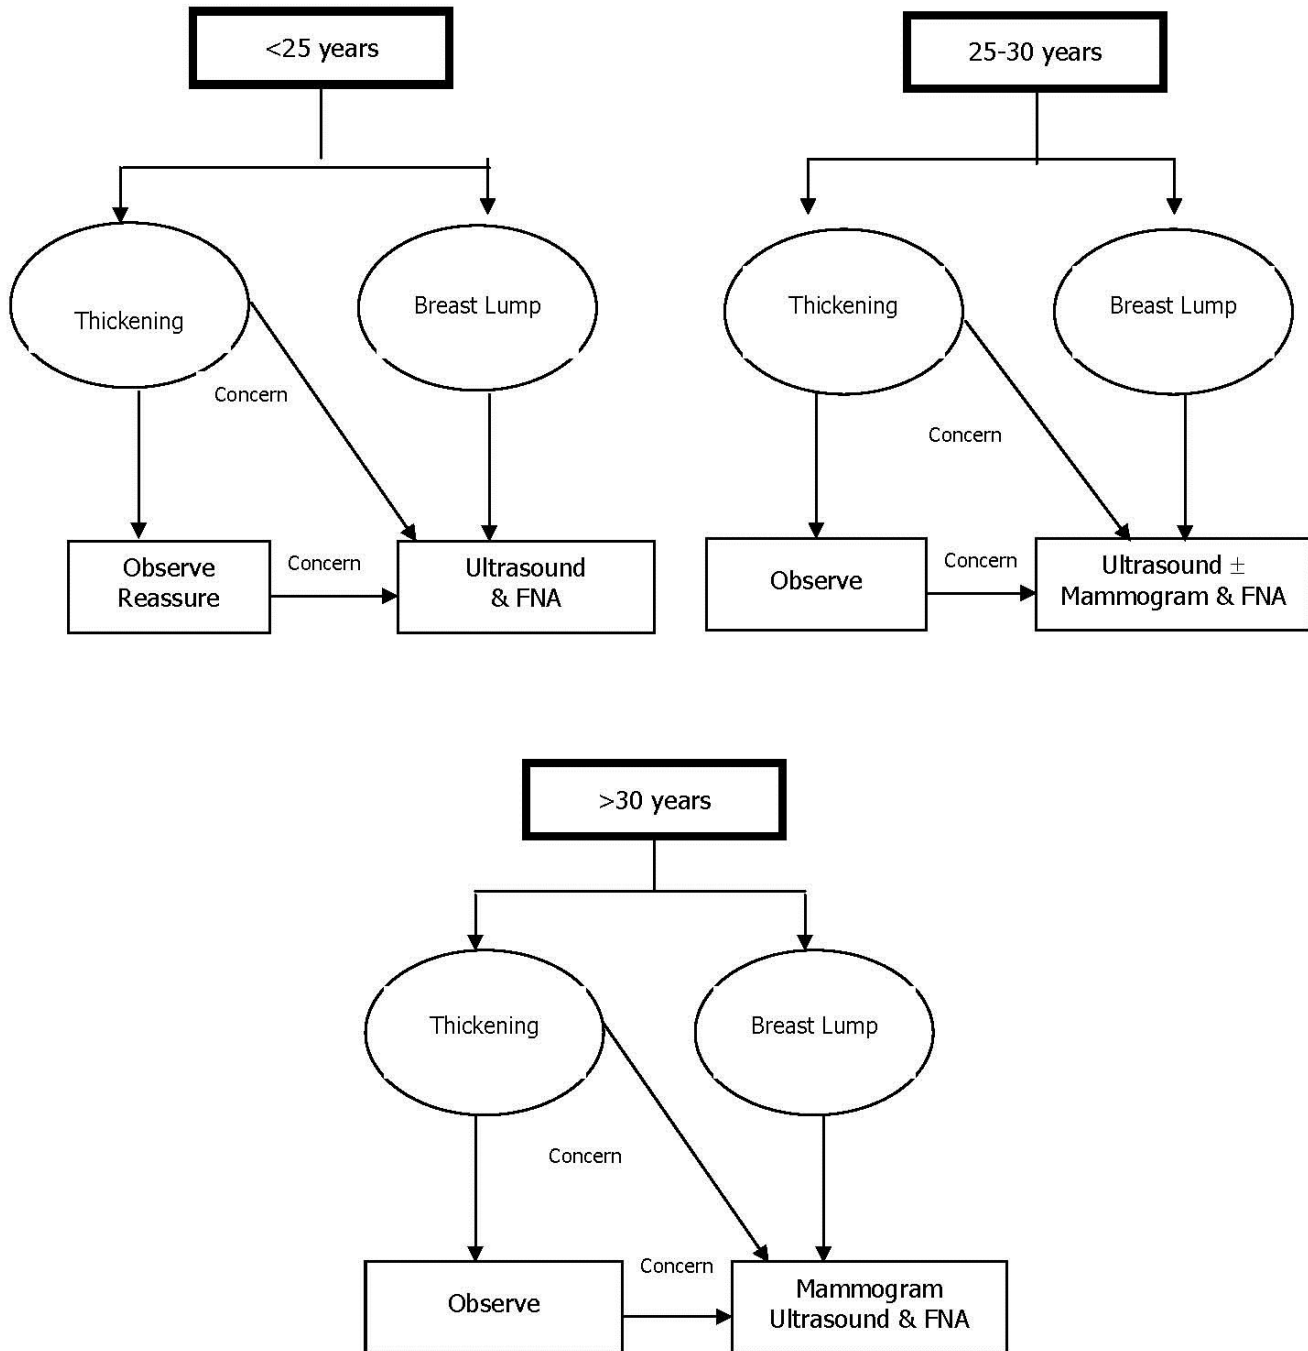 <25 years
Thickening
Breast Lump
Concern
Observe
Reassure
Concern
Ultrasound
& FNA
25-30 years
Thickening
Breast Lump
Concern
Observe
Concern
Ultrasound ±
Mammogram & FNA
>30 years
Thickening
Breast Lump
Concern
Observe
Concern
Mammogram
Ultrasound & FNA